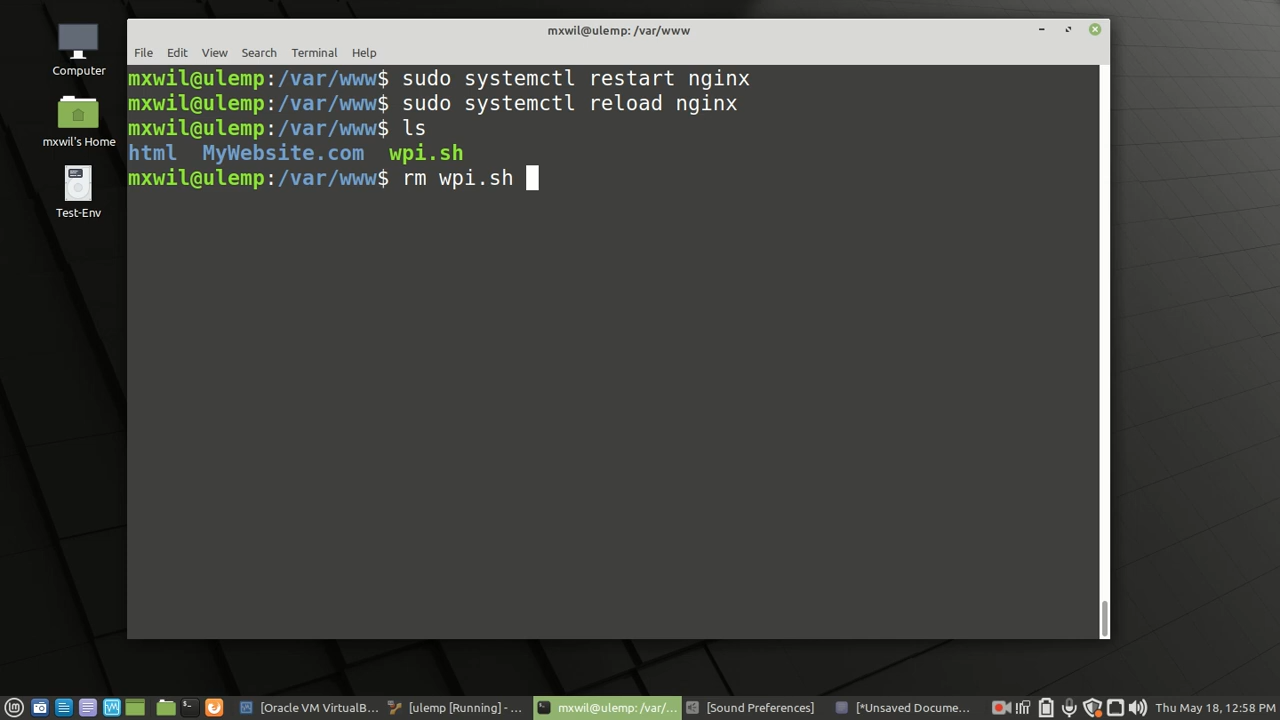 mxwil@ulemp: /var/www
File Edit View Search Terminal Help
mxwil@ulemp:/var/www$ sudo systemctl restart nginx
mxwil@ulemp:/var/www$ sudo systemctl reload nginx
mxwil@ulemp:/var/www$ ls
html MyWebsite.com wpi.sh
mxwil@ulemp:/var/www$ rm wpi.sh
Computer
mxwil's Home
Test-Env
[Oracle VM VirtualB... [ulemp [Running] - ... mxwil@ulemp: /var/... [Sound Preferences] [*Unsaved Docume... Thu May 18, 12:58 PM